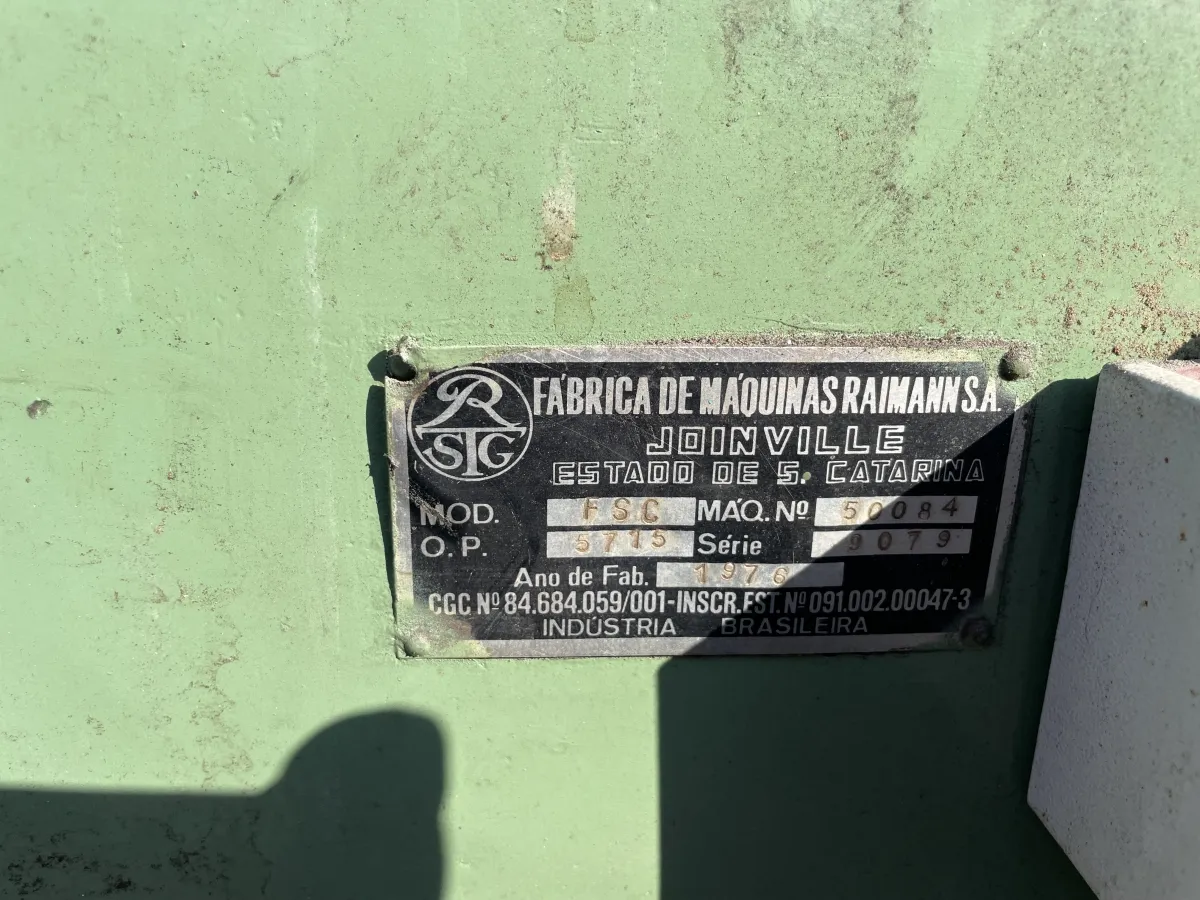 R
STG
FÁBRICA DE MÁQUINAS RAIMANN S.A.
JOINVILLE
ESTADO DE S. CATARINA
MOD. FSC MÁQ. Nº 50084
O.P. 5715 Série 9079
Ano de Fab. 1976
CGC Nº 84.684.059/001-INSCR.EST. Nº 091.002.00047-3
INDÚSTRIA BRASILEIRA